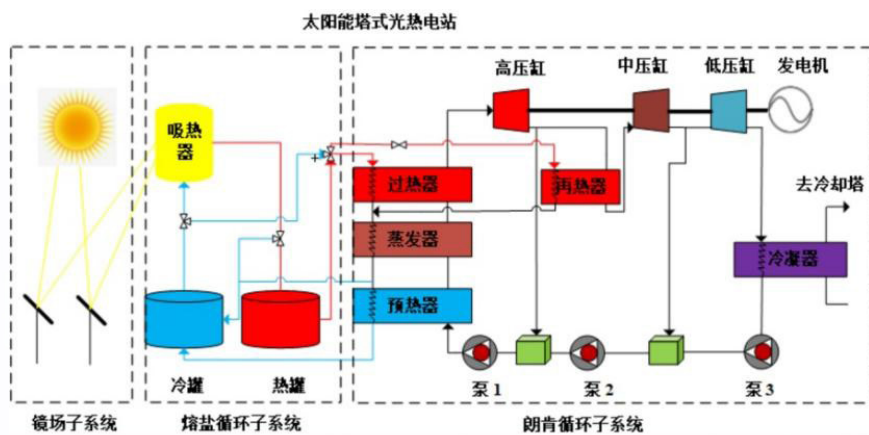 太阳能塔式光热电站
高压缸
中压缸
低压缸
发电机
吸热器
过热器
再热器
去冷却塔
蒸发器
冷凝器
预热器
冷罐
热罐
泵 1
泵 2
泵 3
镜场子系统
熔盐循环子系统
朗肯循环子系统